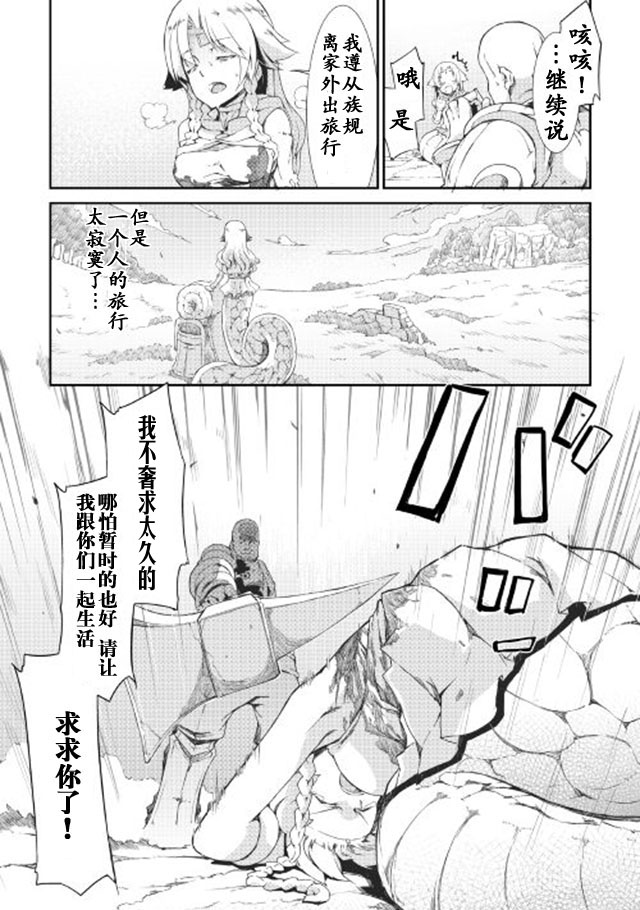 咳咳！
…继续说
哦
是
我遵从族规
离家外出旅行
但是
一个人的旅行
太寂寞了…
我不奢求太久的
哪怕暂时的也好 请让
我跟你们一起生活
求求你了！